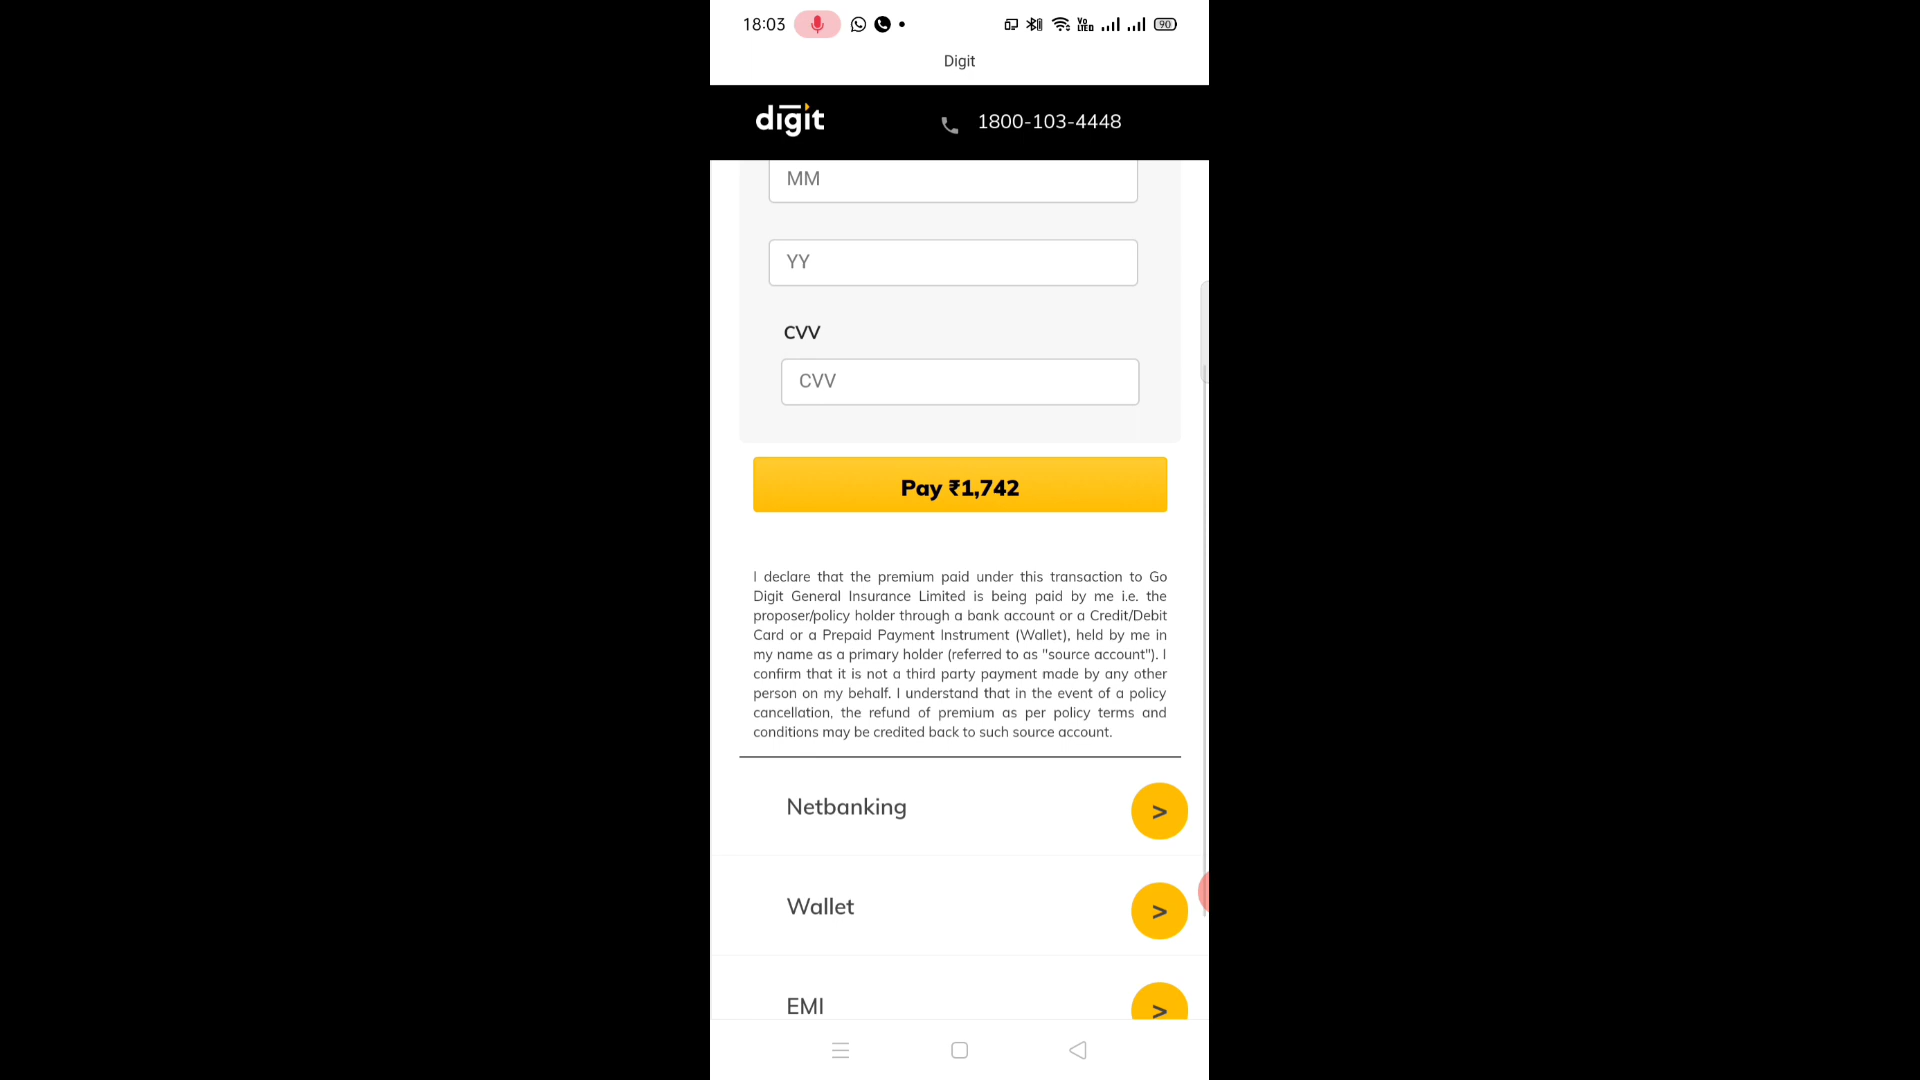 18:03 VO LTED 90
Digit
digit 1800-103-4448
MM
YY
CVV
CVV
Pay ₹1,742
I declare that the premium paid under this transaction to Go
Digit General Insurance Limited is being paid by me i.e. the
proposer/policy holder through a bank account or a Credit/Debit
Card or a Prepaid Payment Instrument (Wallet), held by me in
my name as a primary holder (referred to as "source account"). I
confirm that it is not a third party payment made by any other
person on my behalf. I understand that in the event of a policy
cancellation, the refund of premium as per policy terms and
conditions may be credited back to such source account.
Netbanking >
Wallet >
EMI >